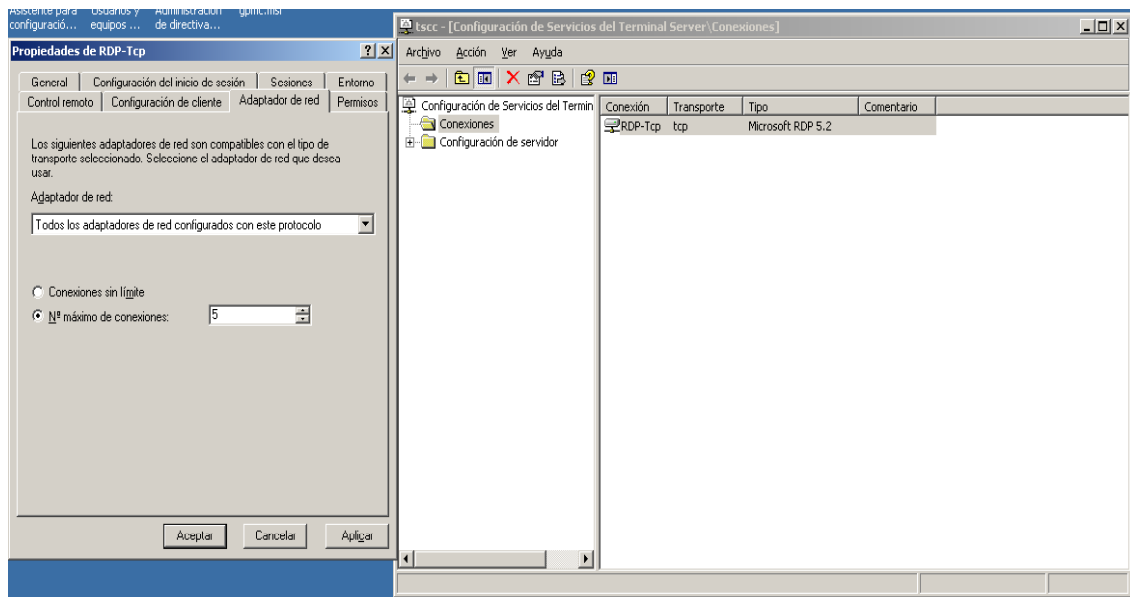 Asistente para Usuarios y Administración gpmc.msi
configuració... equipos ... de directiva...
Propiedades de RDP-Tcp
General Configuración del inicio de sesión Sesiones Entorno
Control remoto Configuración de cliente Adaptador de red Permisos
Los siguientes adaptadores de red son compatibles con el tipo de
transporte seleccionado. Seleccione el adaptador de red que desea
usar.
Adaptador de red:
Todos los adaptadores de red configurados con este protocolo
Conexiones sin límite
Nº máximo de conexiones: 5
Aceptar Cancelar Aplicar
tscc - [Configuración de Servicios del Terminal Server\Conexiones]
Archivo Acción Ver Ayuda
Configuración de Servicios del Termin
Conexiones
Configuración de servidor
Conexión Transporte Tipo Comentario
RDP-Tcp tcp Microsoft RDP 5.2